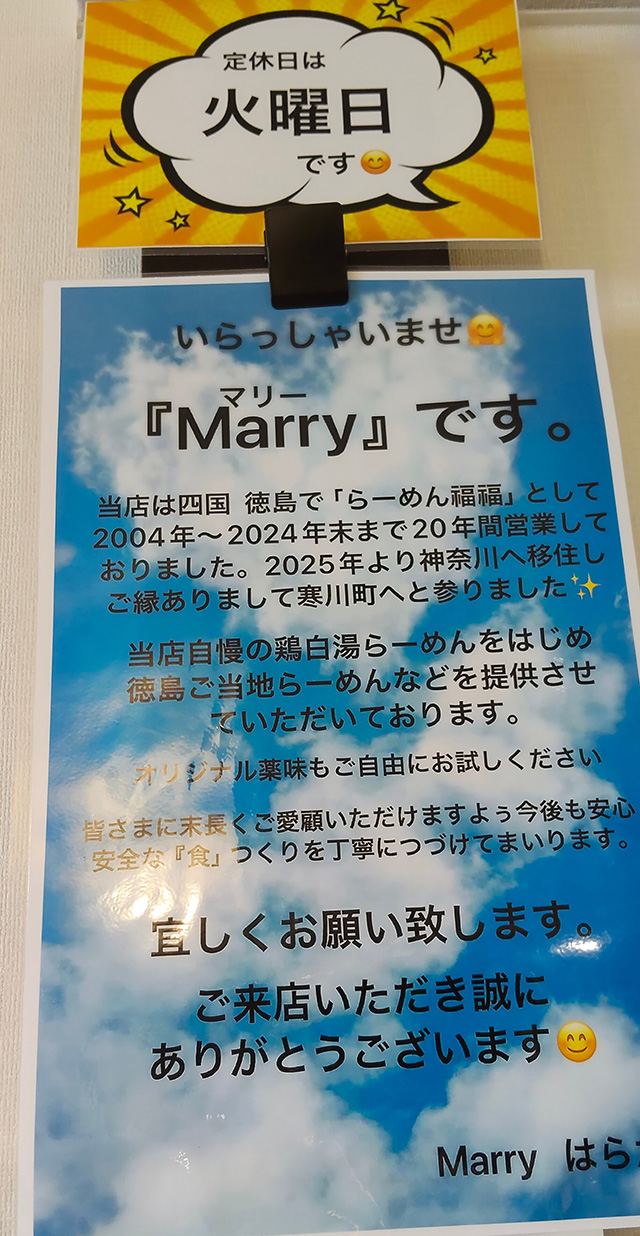 定休日は
火曜日
です😊
いらっしゃいませ🤗
マリー
『Marry』です。
当店は四国 徳島で「らーめん福福」として
2004年〜2024年末まで20年間営業して
おりました。2025年より神奈川へ移住し
ご縁ありまして寒川町へと参りました✨
当店自慢の鶏白湯らーめんをはじめ
徳島ご当地らーめんなどを提供させ
ていただいております。
オリジナル薬味もご自由にお試しください
皆さまに末長くご愛顧いただけますよぅ今後も安心
安全な『食』つくりを丁寧につづけてまいります。
宜しくお願い致します。
ご来店いただき誠に
ありがとうございます😊
Marry はら